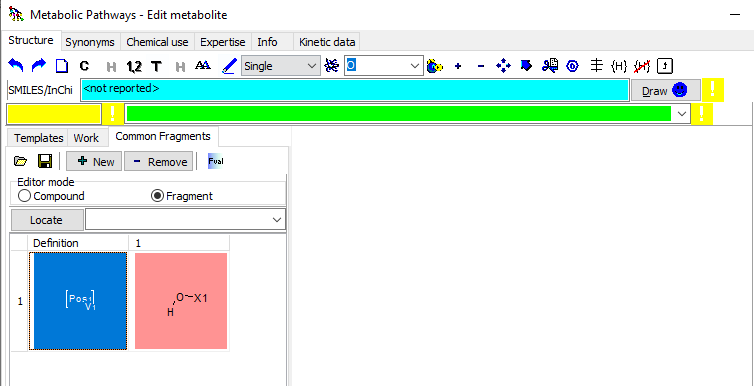 Metabolic Pathways - Edit metabolite
Structure Synonyms Chemical use Expertise Info Kinetic data
C H 1,2 T H AA Single O {H} {H}
SMILES/InChi <not reported> Draw !
! !
Templates Work Common Fragments
+ New - Remove Fval
Editor mode
Compound Fragment
Locate
Definition 1
1 [Pos1] V1 O X1 H